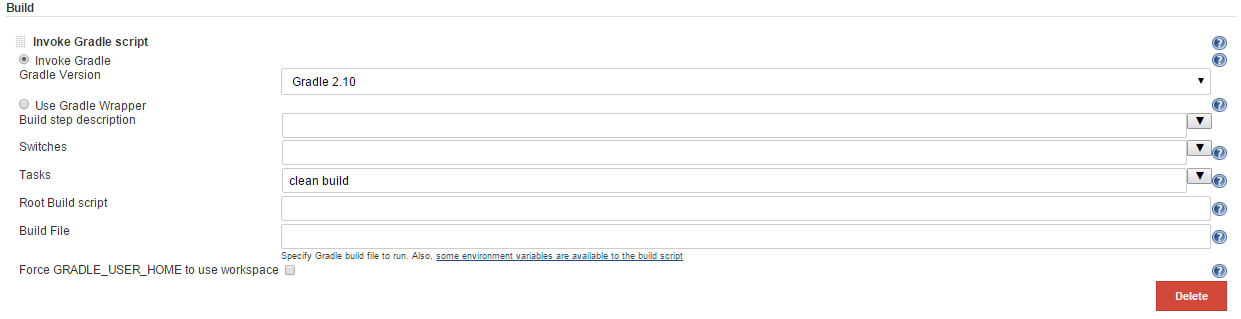 Build
Invoke Gradle script
Invoke Gradle
Gradle Version
Gradle 2.10
Use Gradle Wrapper
Build step description
Switches
Tasks
clean build
Root Build script
Build File
Specify Gradle build file to run. Also, some environment variables are available to the build script
Force GRADLE_USER_HOME to use workspace
Delete